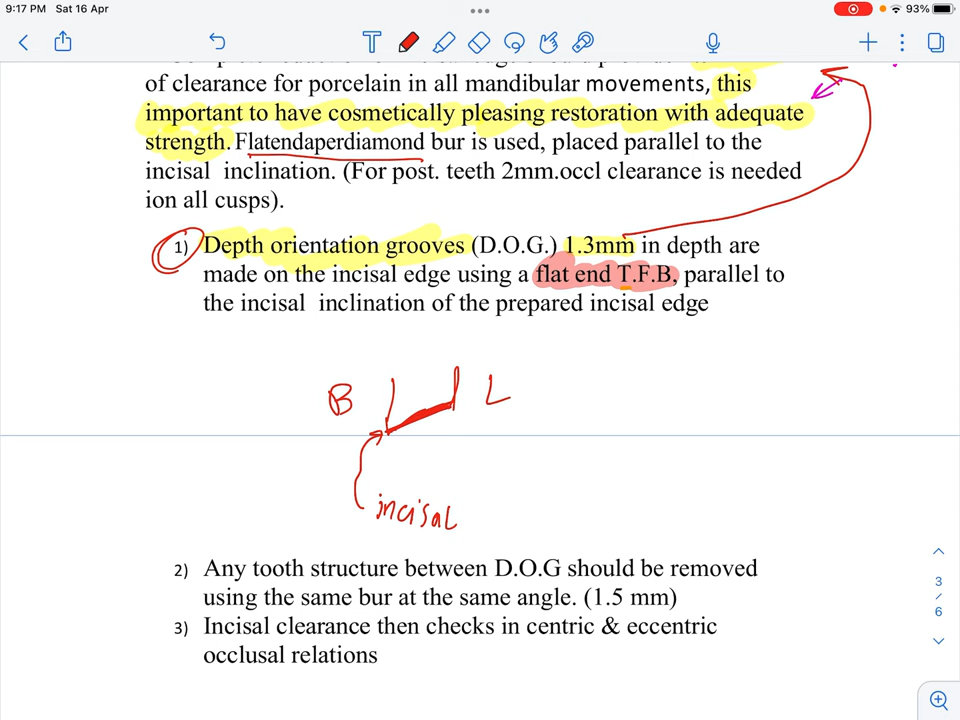 9:17 PM Sat 16 Apr
93%
of clearance for porcelain in all mandibular movements, this
important to have cosmetically pleasing restoration with adequate
strength. Flatendaperdiamond bur is used, placed parallel to the
incisal inclination. (For post. teeth 2mm.occl clearance is needed
ion all cusps).
1) Depth orientation grooves (D.O.G.) 1.3mm in depth are
made on the incisal edge using a flat end T.F.B, parallel to
the incisal inclination of the prepared incisal edge
B L
incisal
2) Any tooth structure between D.O.G should be removed
using the same bur at the same angle. (1.5 mm)
3) Incisal clearance then checks in centric & eccentric
occlusal relations
3
/
6